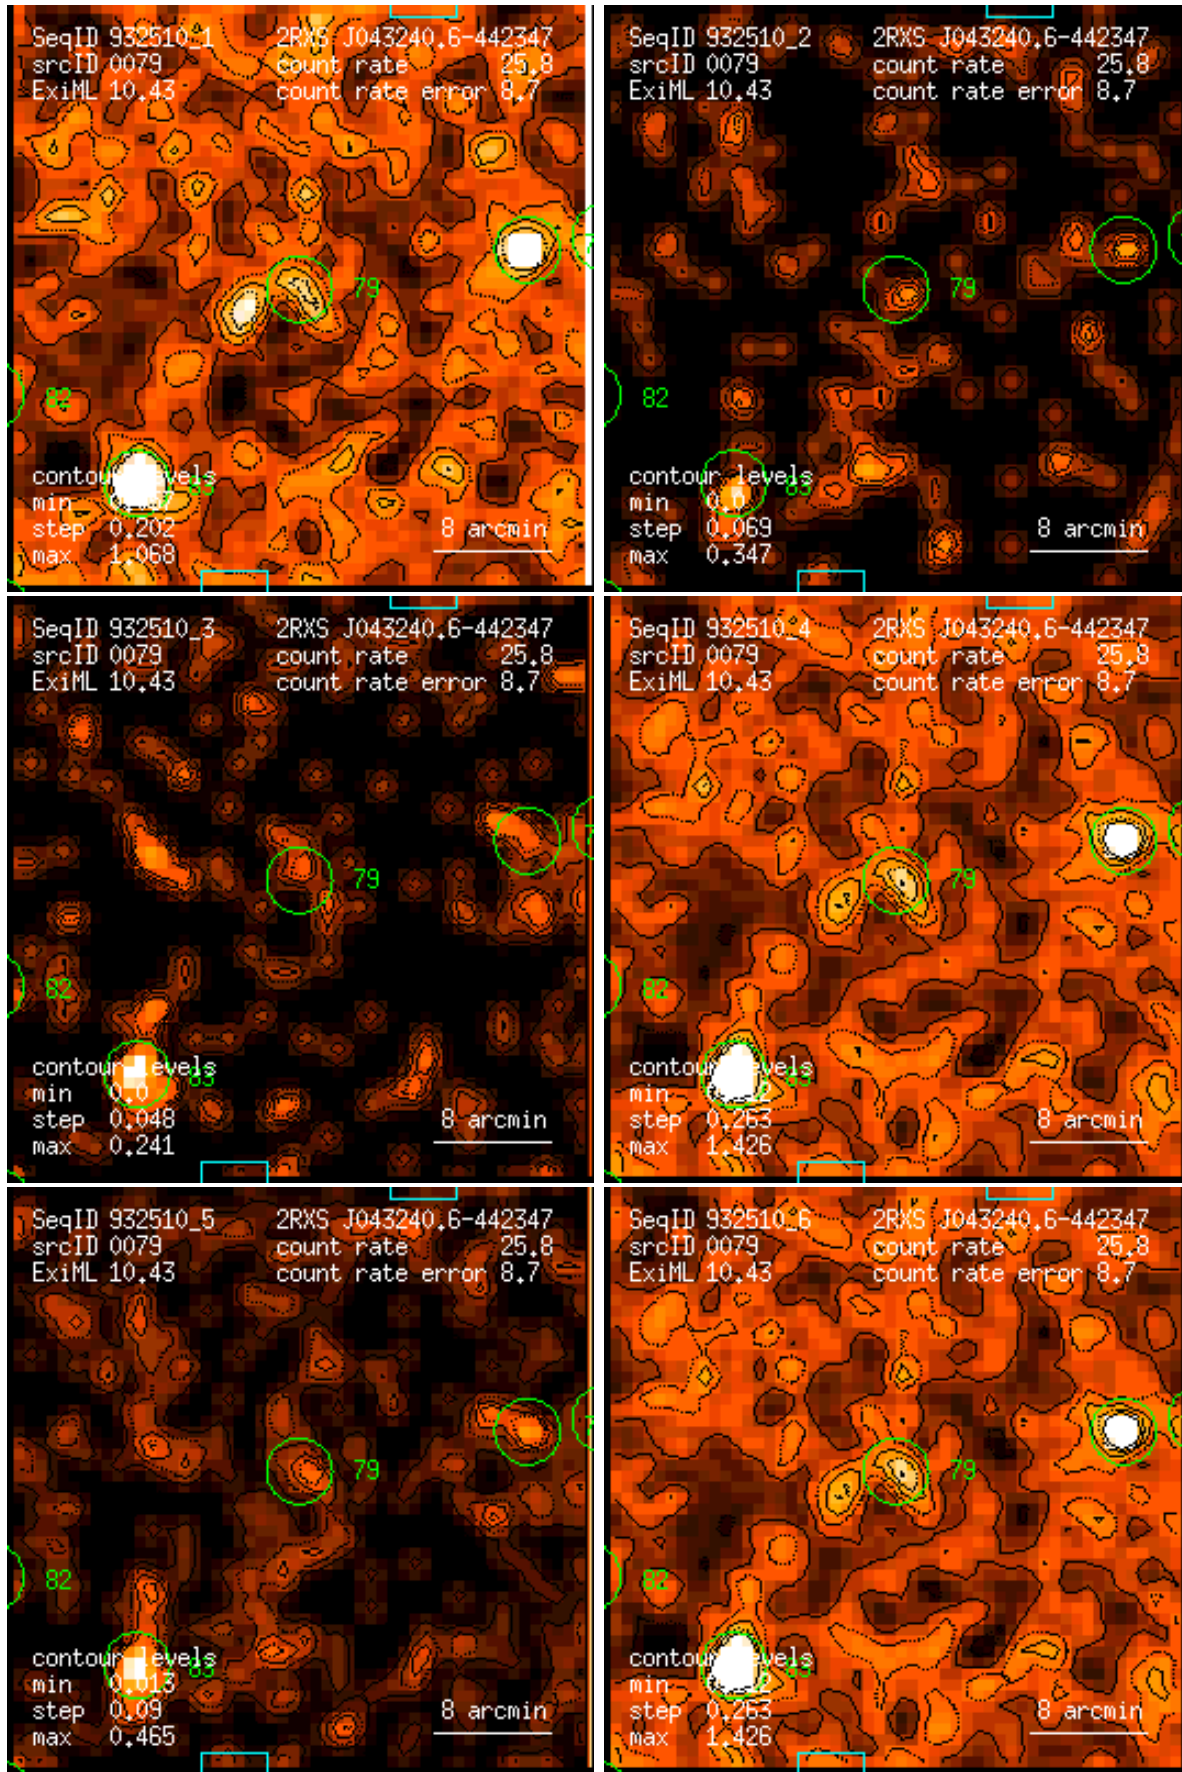 SeqID 932510_1 2RXS J043240.6-442347
srcID 0079 count rate 25.8
ExiML 10.43 count rate error 8.7
79
82
contour levels
83
min
step 0.202 8 arcmin
max 1.068
SeqID 932510_2 2RXS J043240.6-442347
srcID 0079 count rate 25.8
ExiML 10.43 count rate error 8.7
79
82
contour levels
83
min 0.0
step 0.069 8 arcmin
max 0.347
SeqID 932510_3 2RXS J043240.6-442347
srcID 0079 count rate 25.8
ExiML 10.43 count rate error 8.7
79
82
contour levels
83
min 0.0
step 0.048 8 arcmin
max 0.241
SeqID 932510_4 2RXS J043240.6-442347
srcID 0079 count rate 25.8
ExiML 10.43 count rate error 8.7
79
82
contour levels
83
min
step 0.263 8 arcmin
max 1.426
SeqID 932510_5 2RXS J043240.6-442347
srcID 0079 count rate 25.8
ExiML 10.43 count rate error 8.7
79
82
contour levels
83
min 0.013
step 0.09 8 arcmin
max 0.465
SeqID 932510_6 2RXS J043240.6-442347
srcID 0079 count rate 25.8
ExiML 10.43 count rate error 8.7
79
82
contour levels
83
min
step 0.263 8 arcmin
max 1.426